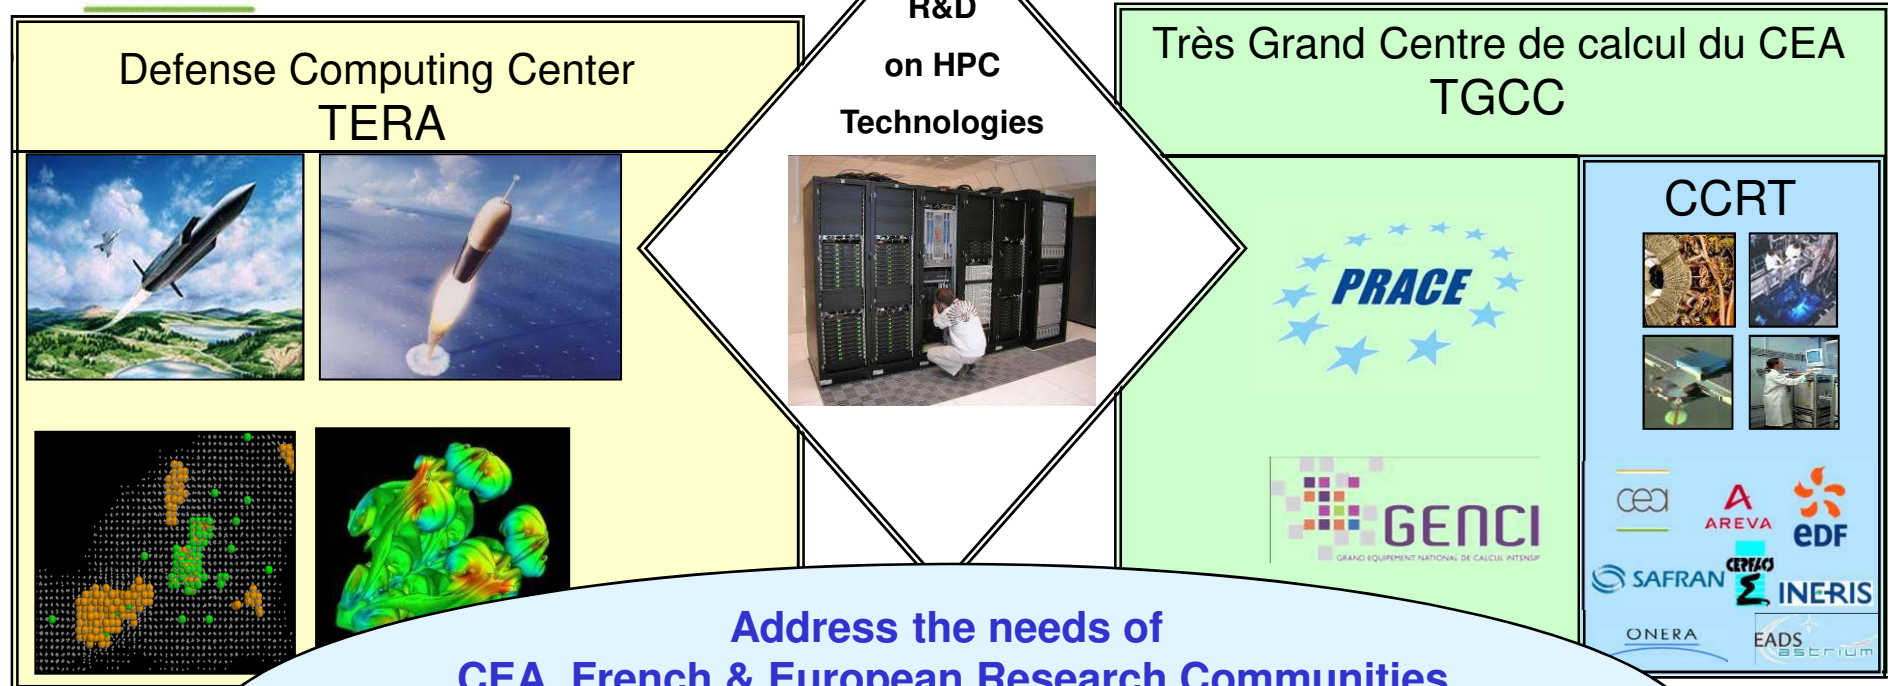 Defense Computing Center
TERA
R&D
on HPC
Technologies
Très Grand Centre de calcul du CEA
TGCC
PRACE
GENCI
GRAND EQUIPEMENT NATIONAL DE CALCUL INTENSIF
CCRT
cea
AREVA
eDF
SAFRAN
CERFACS
INERIS
ONERA
EADS
astrium
Address the needs of
CEA, French & European Research Communities